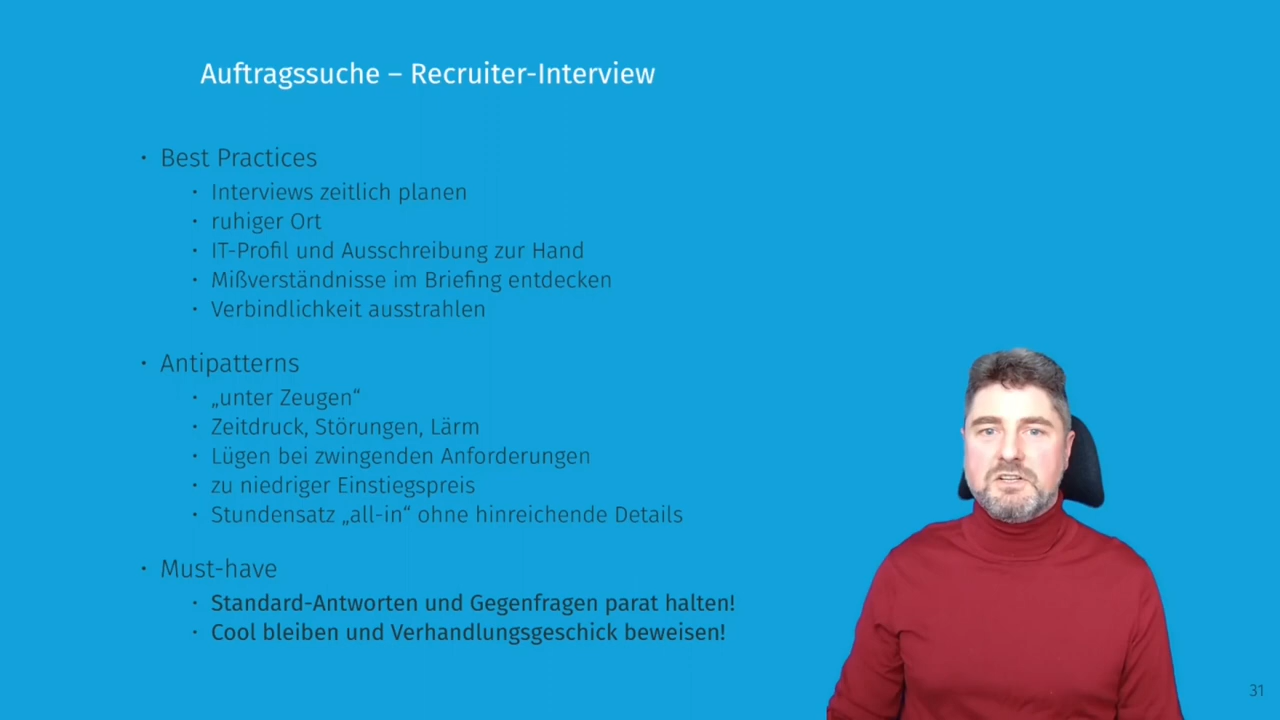 Auftragssuche – Recruiter-Interview
· Best Practices
· Interviews zeitlich planen
· ruhiger Ort
· IT-Profil und Ausschreibung zur Hand
· Mißverständnisse im Briefing entdecken
· Verbindlichkeit ausstrahlen
· Antipatterns
· „unter Zeugen“
· Zeitdruck, Störungen, Lärm
· Lügen bei zwingenden Anforderungen
· zu niedriger Einstiegspreis
· Stundensatz „all-in“ ohne hinreichende Details
· Must-have
· Standard-Antworten und Gegenfragen parat halten!
· Cool bleiben und Verhandlungsgeschick beweisen!
31